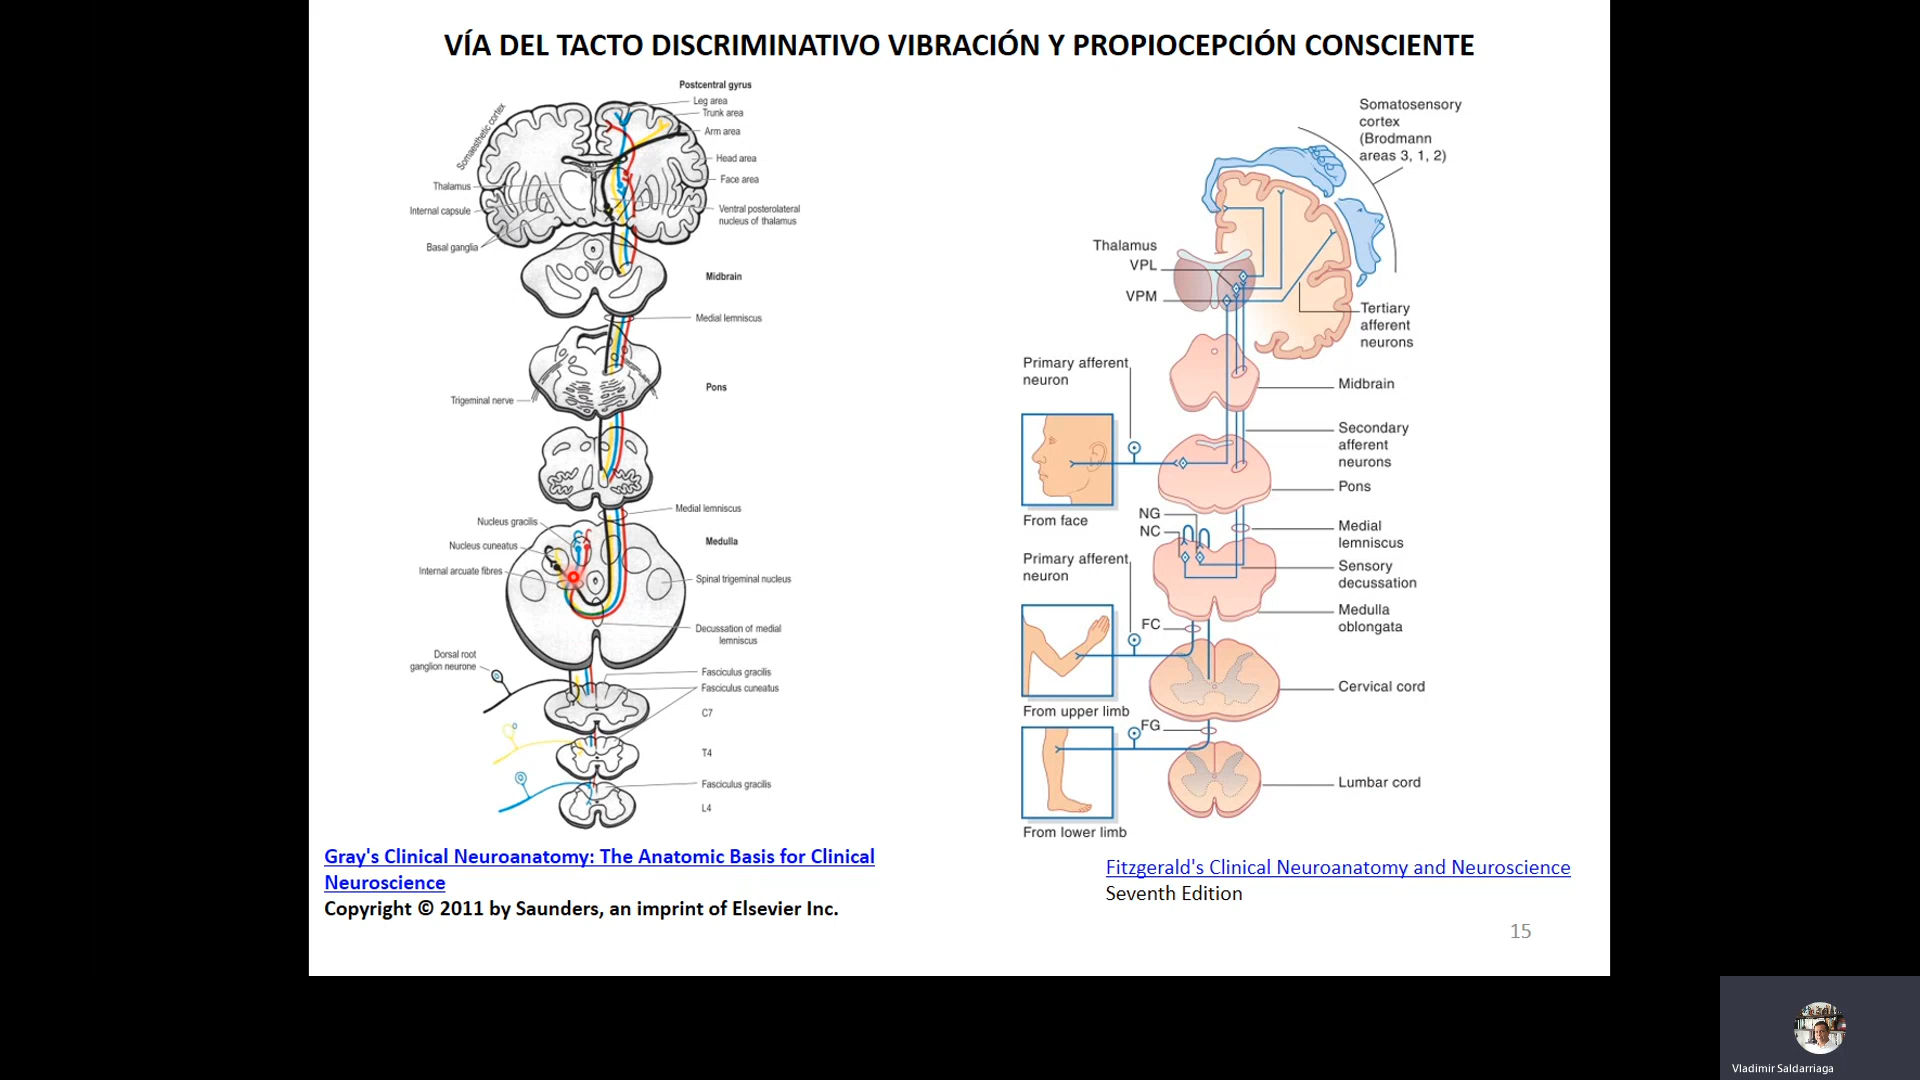 VÍA DEL TACTO DISCRIMINATIVO VIBRACIÓN Y PROPIOCEPCIÓN CONSCIENTE
Postcentral gyrus
Leg area
Trunk area
Arm area
Head area
Face area
Somaesthetic cortex
Thalamus
Internal capsule
Basal ganglia
Ventral posterolateral
nucleus of thalamus
Midbrain
Medial lemniscus
Pons
Trigeminal nerve
Medial lemniscus
Nucleus gracilis
Nucleus cuneatus
Internal arcuate fibres
Medulla
Spinal trigeminal nucleus
Decussation of medial
lemniscus
Dorsal root
ganglion neurone
Fasciculus gracilis
Fasciculus cuneatus
C7
T4
Fasciculus gracilis
L4
Gray's Clinical Neuroanatomy: The Anatomic Basis for Clinical
Neuroscience
Copyright © 2011 by Saunders, an imprint of Elsevier Inc.
Somatosensory
cortex
(Brodmann
areas 3, 1, 2)
Thalamus
VPL
VPM
Tertiary
afferent
neurons
Primary afferent
neuron
Midbrain
Secondary
afferent
neurons
Pons
From face
NG
NC
Medial
lemniscus
Primary afferent
neuron
Sensory
decussation
Medulla
oblongata
FC
Cervical cord
From upper limb
FG
Lumbar cord
From lower limb
Fitzgerald's Clinical Neuroanatomy and Neuroscience
Seventh Edition
15
Vladimir Saldarriaga